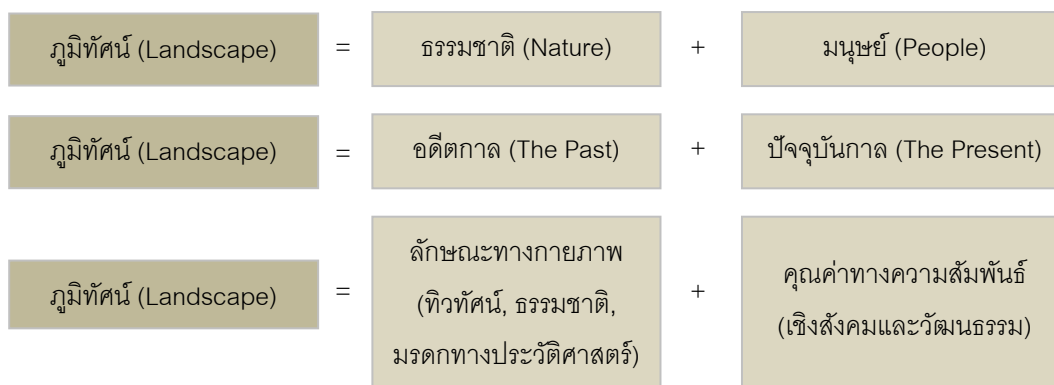 ภูมิทัศน์ (Landscape) = ธรรมชาติ (Nature) + มนุษย์ (People)
ภูมิทัศน์ (Landscape) = อดีตกาล (The Past) + ปัจจุบันกาล (The Present)
ภูมิทัศน์ (Landscape) =
ลักษณะทางกายภาพ
(ทิวทัศน์, ธรรมชาติ,
มรดกทางประวัติศาสตร์)
+
คุณค่าทางความสัมพันธ์
(เชิงสังคมและวัฒนธรรม)